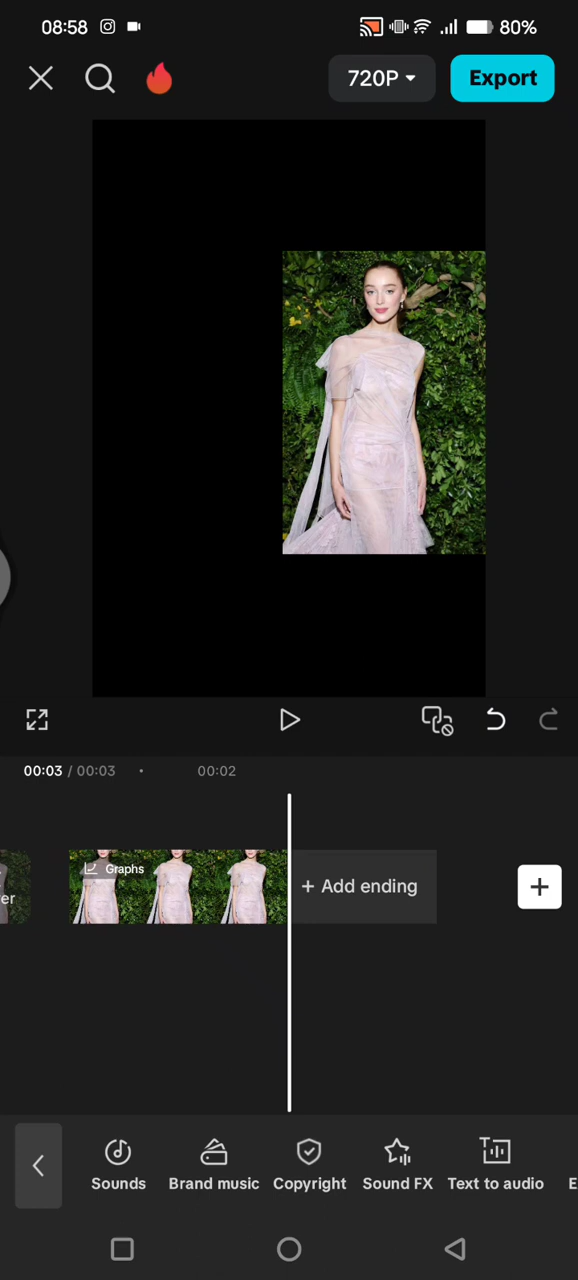 08:58 80%
720P Export
00:03 / 00:03 00:02
er Graphs + Add ending
Sounds Brand music Copyright Sound FX Text to audio E